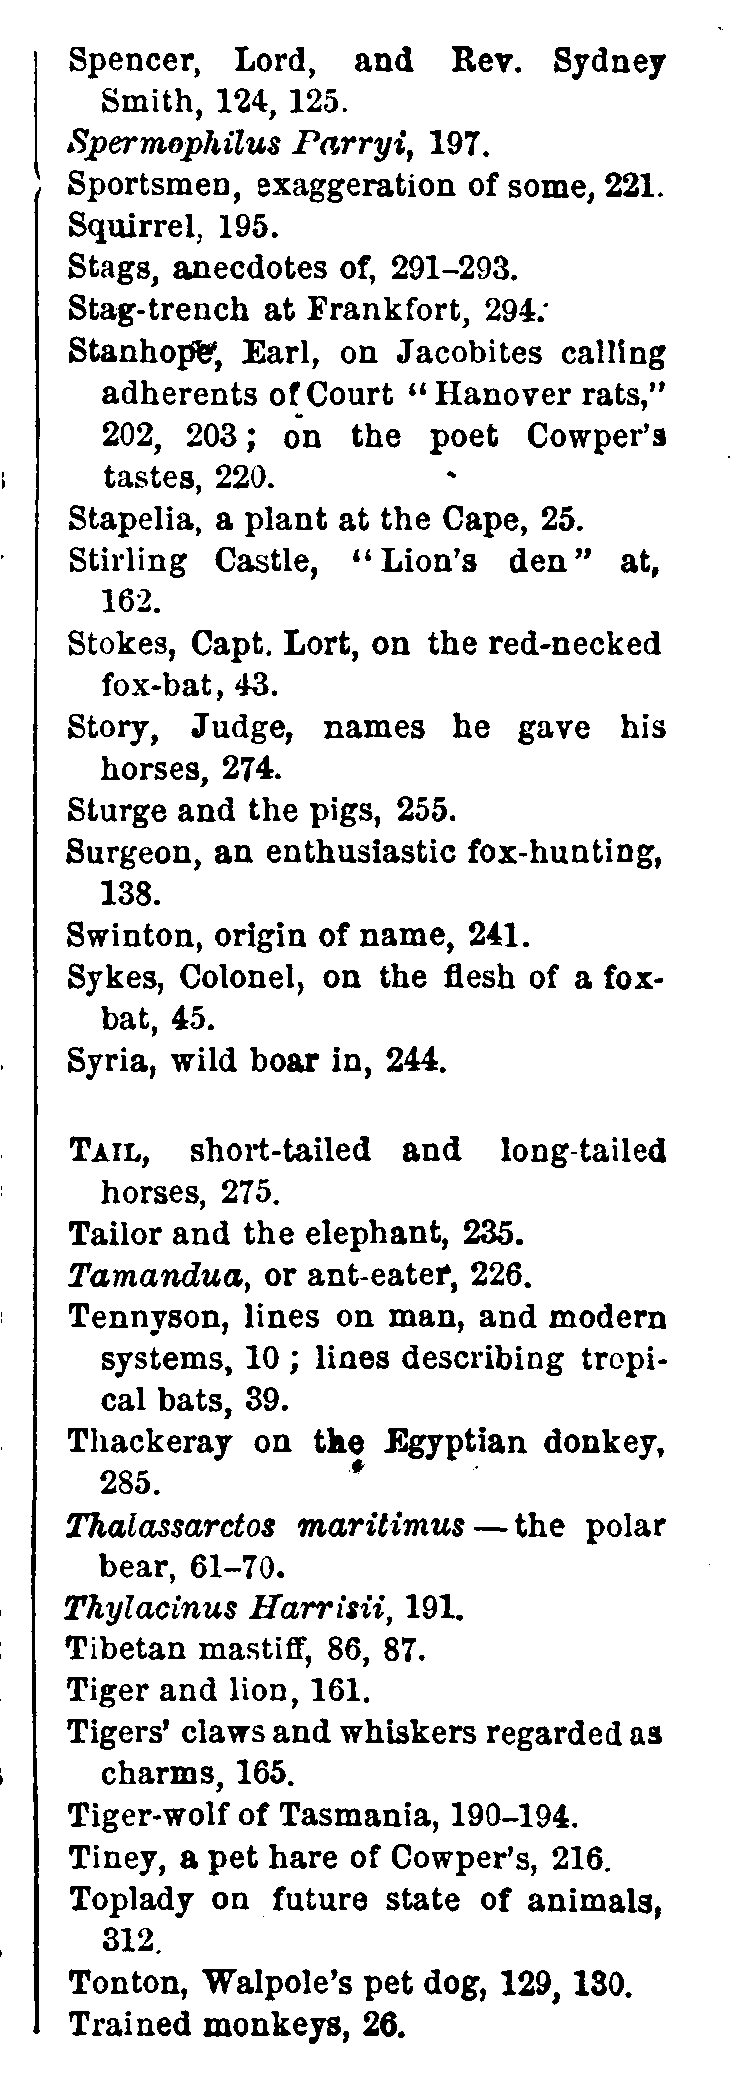 Spencer, Lord, and Rev. Sydney
Smith, 124, 125.
Spermophilus Parryi, 197.
Sportsmen, exaggeration of some, 221.
Squirrel, 195.
Stags, anecdotes of, 291–293.
Stag-trench at Frankfort, 294.
Stanhope, Earl, on Jacobites calling
adherents of Court “Hanover rats,”
202, 203; on the poet Cowper’s
tastes, 220.
Stapelia, a plant at the Cape, 25.
Stirling Castle, “Lion’s den” at,
162.
Stokes, Capt. Lort, on the red-necked
fox-bat, 43.
Story, Judge, names he gave his
horses, 274.
Sturge and the pigs, 255.
Surgeon, an enthusiastic fox-hunting,
138.
Swinton, origin of name, 241.
Sykes, Colonel, on the flesh of a fox-
bat, 45.
Syria, wild boar in, 244.
TAIL, short-tailed and long-tailed
horses, 275.
Tailor and the elephant, 235.
Tamandua, or ant-eater, 226.
Tennyson, lines on man, and modern
systems, 10; lines describing tropi-
cal bats, 39.
Thackeray on the Egyptian donkey,
285.
Thalassarctos maritimus—the polar
bear, 61–70.
Thylacinus Harrisii, 191.
Tibetan mastiff, 86, 87.
Tiger and lion, 161.
Tigers’ claws and whiskers regarded as
charms, 165.
Tiger-wolf of Tasmania, 190–194.
Tiney, a pet hare of Cowper’s, 216.
Toplady on future state of animals,
312.
Tonton, Walpole’s pet dog, 129, 130.
Trained monkeys, 26.